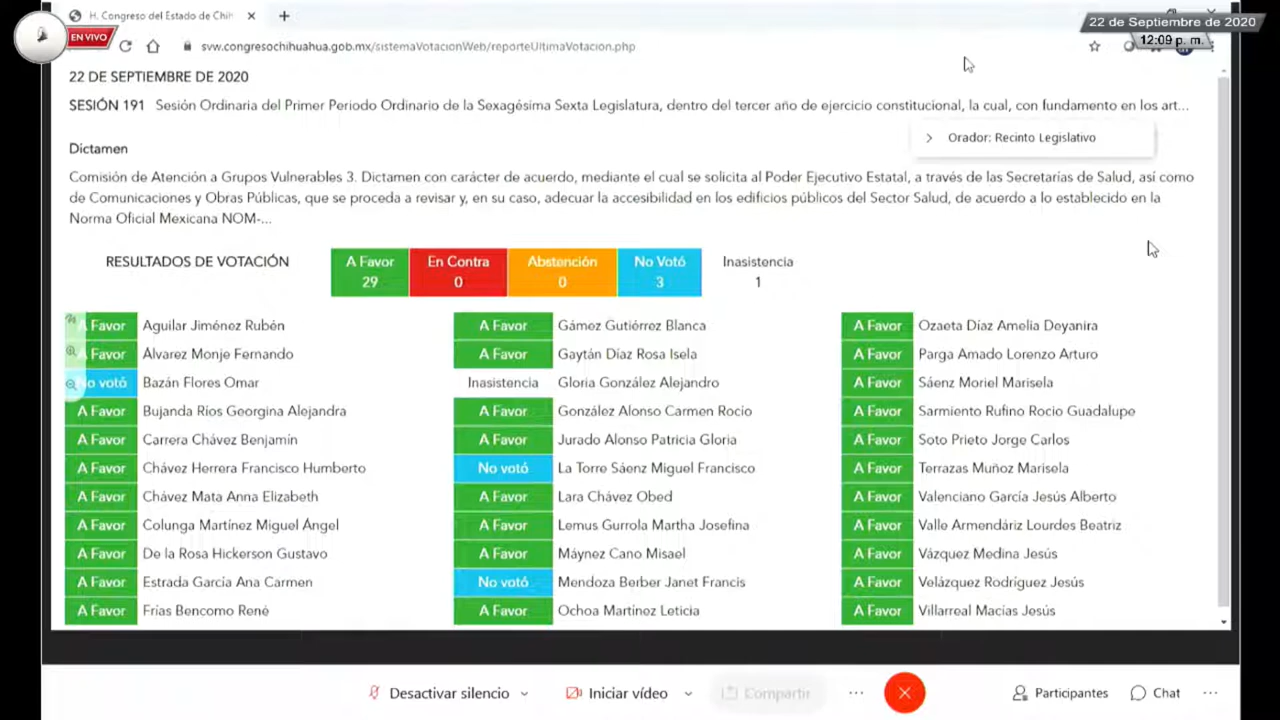 H. Congreso del Estado de Chih
22 de Septiembre de 2020
EN VIVO
12:09 p. m.
svw.congresochihuahua.gob.mx/sistemaVotacionWeb/reporteUltimaVotacion.php
22 DE SEPTIEMBRE DE 2020
SESIÓN 191 Sesión Ordinaria del Primer Periodo Ordinario de la Sexagésima Sexta Legislatura, dentro del tercer año de ejercicio constitucional, la cual, con fundamento en los art...
Orador: Recinto Legislativo
Dictamen
Comisión de Atención a Grupos Vulnerables 3. Dictamen con carácter de acuerdo, mediante el cual se solicita al Poder Ejecutivo Estatal, a través de las Secretarías de Salud, así como
de Comunicaciones y Obras Públicas, que se proceda a revisar y, en su caso, adecuar la accesibilidad en los edificios públicos del Sector Salud, de acuerdo a lo establecido en la
Norma Oficial Mexicana NOM-...
RESULTADOS DE VOTACIÓN A Favor En Contra Abstención No Votó Inasistencia
29 0 0 3 1
A Favor Aguilar Jiménez Rubén A Favor Gámez Gutiérrez Blanca A Favor Ozaeta Díaz Amelia Deyanira
A Favor Álvarez Monje Fernando A Favor Gaytán Díaz Rosa Isela A Favor Parga Amado Lorenzo Arturo
No votó Bazán Flores Omar Inasistencia Gloria González Alejandro A Favor Sáenz Moriel Marisela
A Favor Bujanda Ríos Georgina Alejandra A Favor González Alonso Carmen Rocío A Favor Sarmiento Rufino Rocio Guadalupe
A Favor Carrera Chávez Benjamín A Favor Jurado Alonso Patricia Gloria A Favor Soto Prieto Jorge Carlos
A Favor Chávez Herrera Francisco Humberto No votó La Torre Sáenz Miguel Francisco A Favor Terrazas Muñoz Marisela
A Favor Chávez Mata Anna Elizabeth A Favor Lara Chávez Obed A Favor Valenciano García Jesús Alberto
A Favor Colunga Martínez Miguel Ángel A Favor Lemus Gurrola Martha Josefina A Favor Valle Armendáriz Lourdes Beatriz
A Favor De la Rosa Hickerson Gustavo A Favor Máynez Cano Misael A Favor Vázquez Medina Jesús
A Favor Estrada García Ana Carmen No votó Mendoza Berber Janet Francis A Favor Velázquez Rodríguez Jesús
A Favor Frías Bencomo René A Favor Ochoa Martínez Leticia A Favor Villarreal Macías Jesús
Desactivar silencio Iniciar vídeo Compartir Participantes Chat